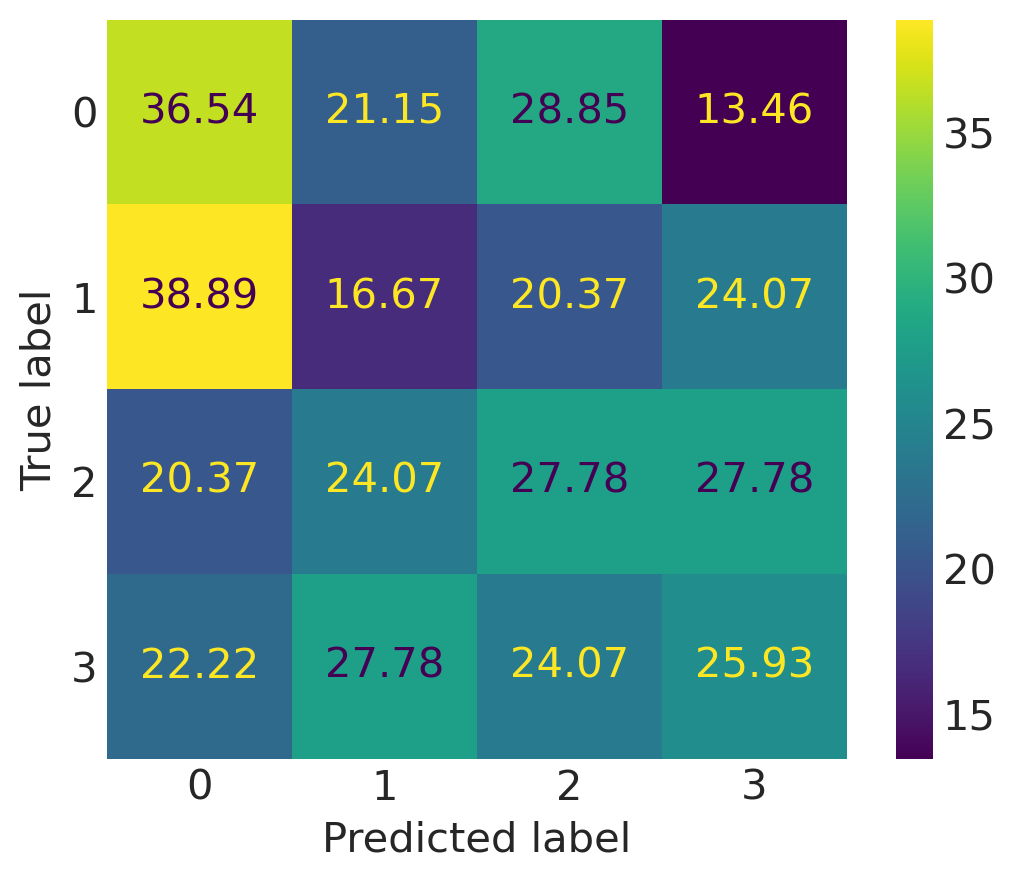 0 36.54 21.15 28.85 13.46
1 38.89 16.67 20.37 24.07
2 20.37 24.07 27.78 27.78
3 22.22 27.78 24.07 25.93
0 1 2 3
Predicted label
True label
35
30
25
20
15